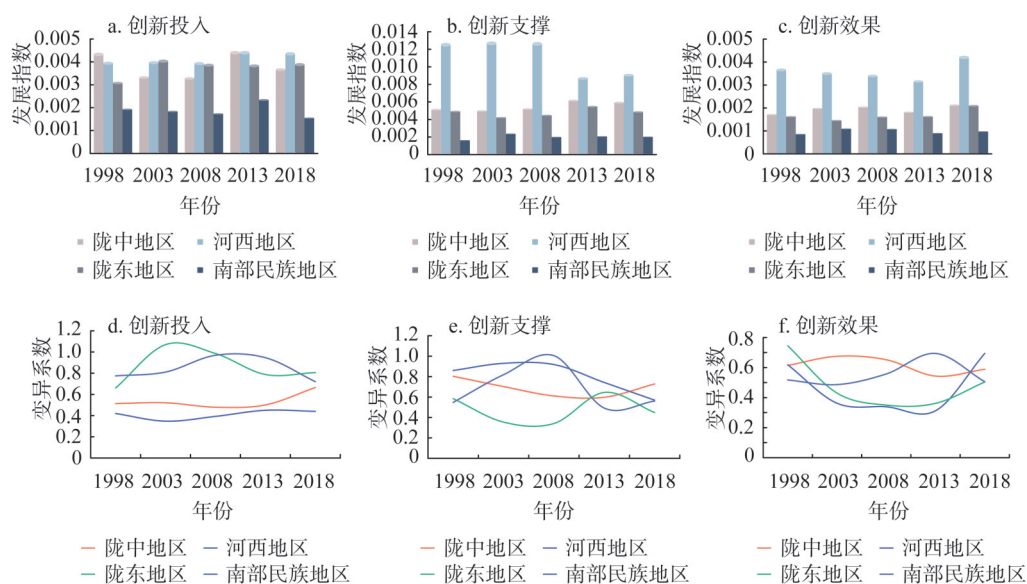 a. 创新投入
发展指数
0.005
0.004
0.003
0.002
0.001
0
1998 2003 2008 2013 2018
年份
陇中地区 河西地区
陇东地区 南部民族地区
b. 创新支撑
发展指数
0.014
0.012
0.010
0.008
0.006
0.004
0.002
0
1998 2003 2008 2013 2018
年份
陇中地区 河西地区
陇东地区 南部民族地区
c. 创新效果
发展指数
0.005
0.004
0.003
0.002
0.001
0
1998 2003 2008 2013 2018
年份
陇中地区 河西地区
陇东地区 南部民族地区
d. 创新投入
变异系数
1.2
1.0
0.8
0.6
0.4
0.2
0
1998 2003 2008 2013 2018
年份
陇中地区 河西地区
陇东地区 南部民族地区
e. 创新支撑
变异系数
1.2
1.0
0.8
0.6
0.4
0.2
0
1998 2003 2008 2013 2018
年份
陇中地区 河西地区
陇东地区 南部民族地区
f. 创新效果
变异系数
0.8
0.6
0.4
0.2
0
1998 2003 2008 2013 2018
年份
陇中地区 河西地区
陇东地区 南部民族地区